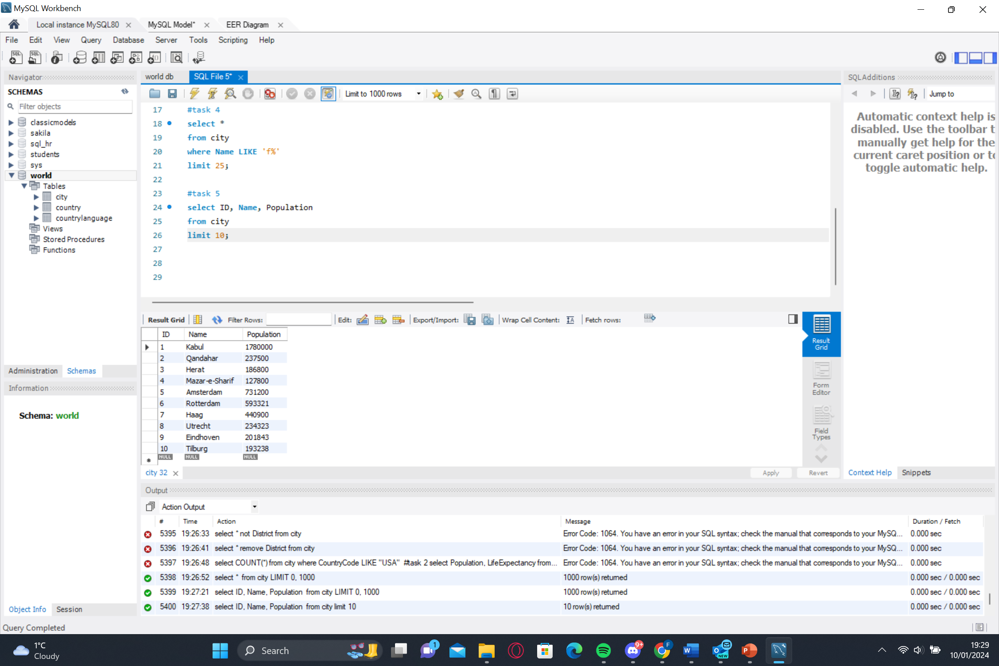 MySQL Workbench
Local instance MySQL80
MySQL Model*
EER Diagram
File Edit View Query Database Server Tools Scripting Help
Navigator
SCHEMAS
Filter objects
classicmodels
sakila
sql_hr
students
sys
world
Tables
city
country
countrylanguage
Views
Stored Procedures
Functions
Administration Schemas
Information
Schema: world
Object Info Session
world db
SQL File 5*
Limit to 1000 rows
17 #task 4
18 select *
19 from city
20 where Name LIKE 'f%'
21 limit 25;
22
23 #task 5
24 select ID, Name, Population
25 from city
26 limit 10;
27
28
29
Result Grid Filter Rows: Edit: Export/Import: Wrap Cell Content: Fetch rows:
ID Name Population
1 Kabul 1780000
2 Qandahar 237500
3 Herat 186800
4 Mazar-e-Sharif 127800
5 Amsterdam 731200
6 Rotterdam 593321
7 Haag 440900
8 Utrecht 234323
9 Eindhoven 201843
10 Tilburg 193238
NULL NULL NULL
Result
Grid
Form
Editor
Field
Types
city 32
Apply Revert
SQLAdditions
Jump to
Automatic context help is
disabled. Use the toolbar t
manually get help for the
current caret position or to
toggle automatic help.
Context Help Snippets
Output
Action Output
# Time Action Message Duration / Fetch
5395 19:26:33 select * not District from city Error Code: 1064. You have an error in your SQL syntax; check the manual that corresponds to your MySQ... 0.000 sec
5396 19:26:41 select * remove District from city Error Code: 1064. You have an error in your SQL syntax; check the manual that corresponds to your MySQ... 0.000 sec
5397 19:26:48 select COUNT(*) from city where CountryCode LIKE "USA" #task 2 select Population, LifeExpectancy from... Error Code: 1064. You have an error in your SQL syntax; check the manual that corresponds to your MySQ... 0.000 sec
5398 19:26:52 select * from city LIMIT 0, 1000 1000 row(s) returned 0.000 sec / 0.000 sec
5399 19:27:21 select ID, Name, Population from city LIMIT 0, 1000 1000 row(s) returned 0.000 sec / 0.000 sec
5400 19:27:38 select ID, Name, Population from city limit 10 10 row(s) returned 0.000 sec / 0.000 sec
Query Completed
1°C
Cloudy
Search
1
9+
F
W
O
NEW
P
19:29
10/01/2024